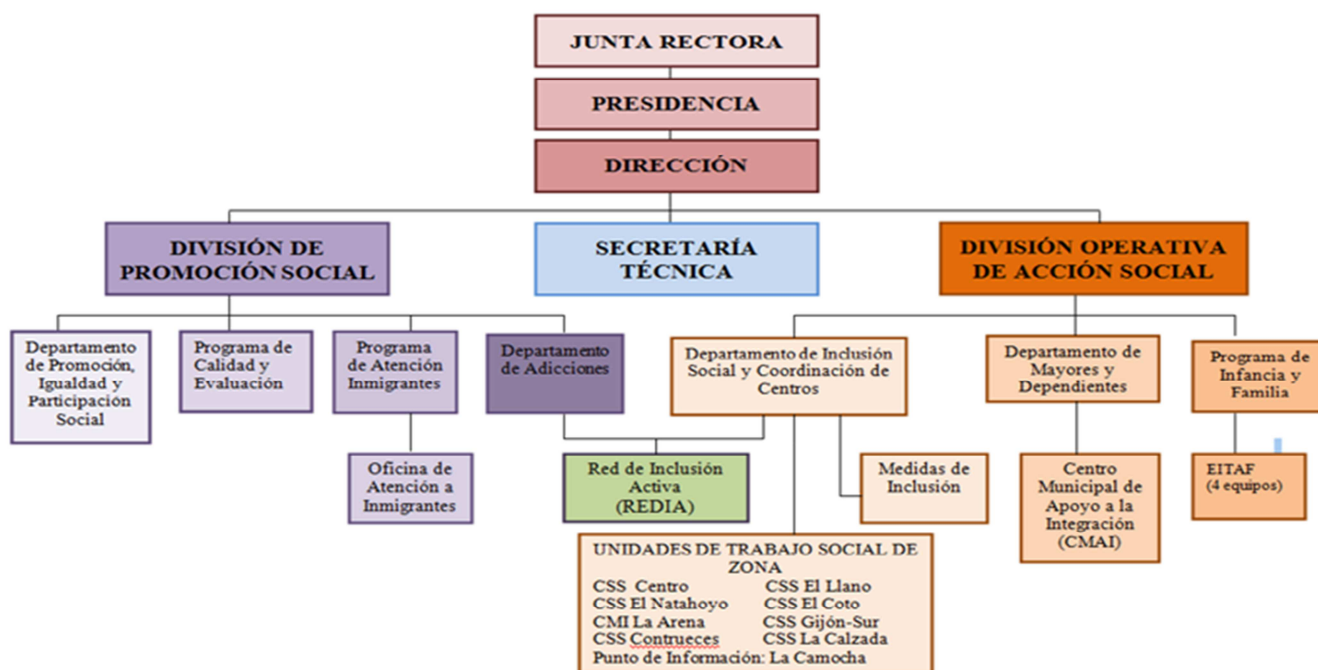 JUNTA RECTORA
PRESIDENCIA
DIRECCIÓN
DIVISIÓN DE
PROMOCIÓN SOCIAL
SECRETARÍA
TÉCNICA
DIVISIÓN OPERATIVA
DE ACCIÓN SOCIAL
Departamento
de Promoción,
Igualdad y
Participación
Social
Programa de
Calidad y
Evaluación
Programa
de Atención
Inmigrantes
Departamento
de Adicciones
Departamento de Inclusión
Social y Coordinación de
Centros
Departamento de
Mayores y
Dependientes
Programa de
Infancia y
Familia
Oficina de
Atención a
Inmigrantes
Red de Inclusión
Activa
(REDIA)
Medidas de
Inclusión
Centro
Municipal de
Apoyo a la
Integración
(CMAI)
EITAF
(4 equipos)
UNIDADES DE TRABAJO SOCIAL DE
ZONA
CSS Centro CSS El Llano
CSS El Natahoyo CSS El Coto
CMI La Arena CSS Gijón-Sur
CSS Contrueces CSS La Calzada
Punto de Información: La Camocha